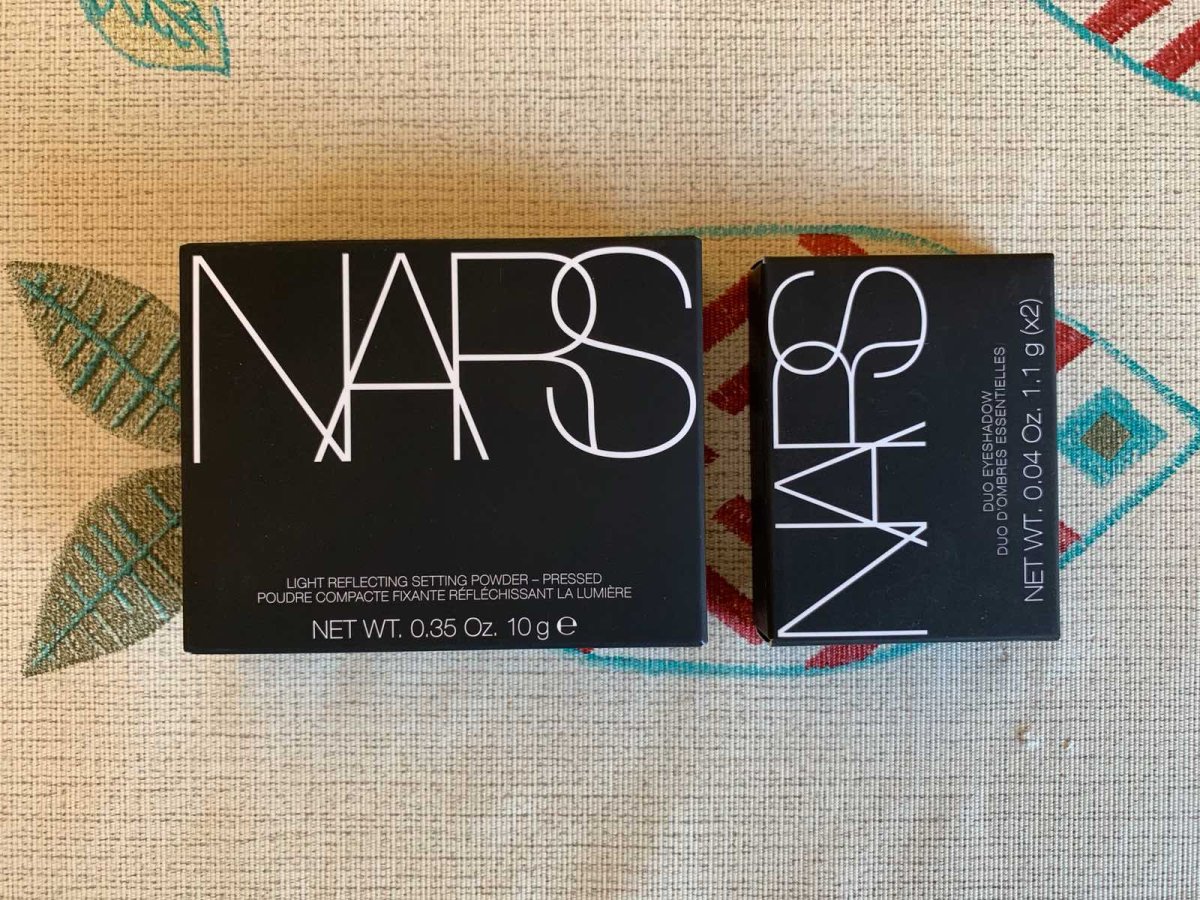 NARS
LIGHT REFLECTING SETTING POWDER – PRESSED
POUDRE COMPACTE FIXANTE RÉFLÉCHISSANT LA LUMIÈRE
NET WT. 0.35 Oz. 10 g ℮
NARS
DUO EYESHADOW
DUO D'OMBRES ESSENTIELLES
NET WT. 0.04 Oz. 1.1 g (x2)